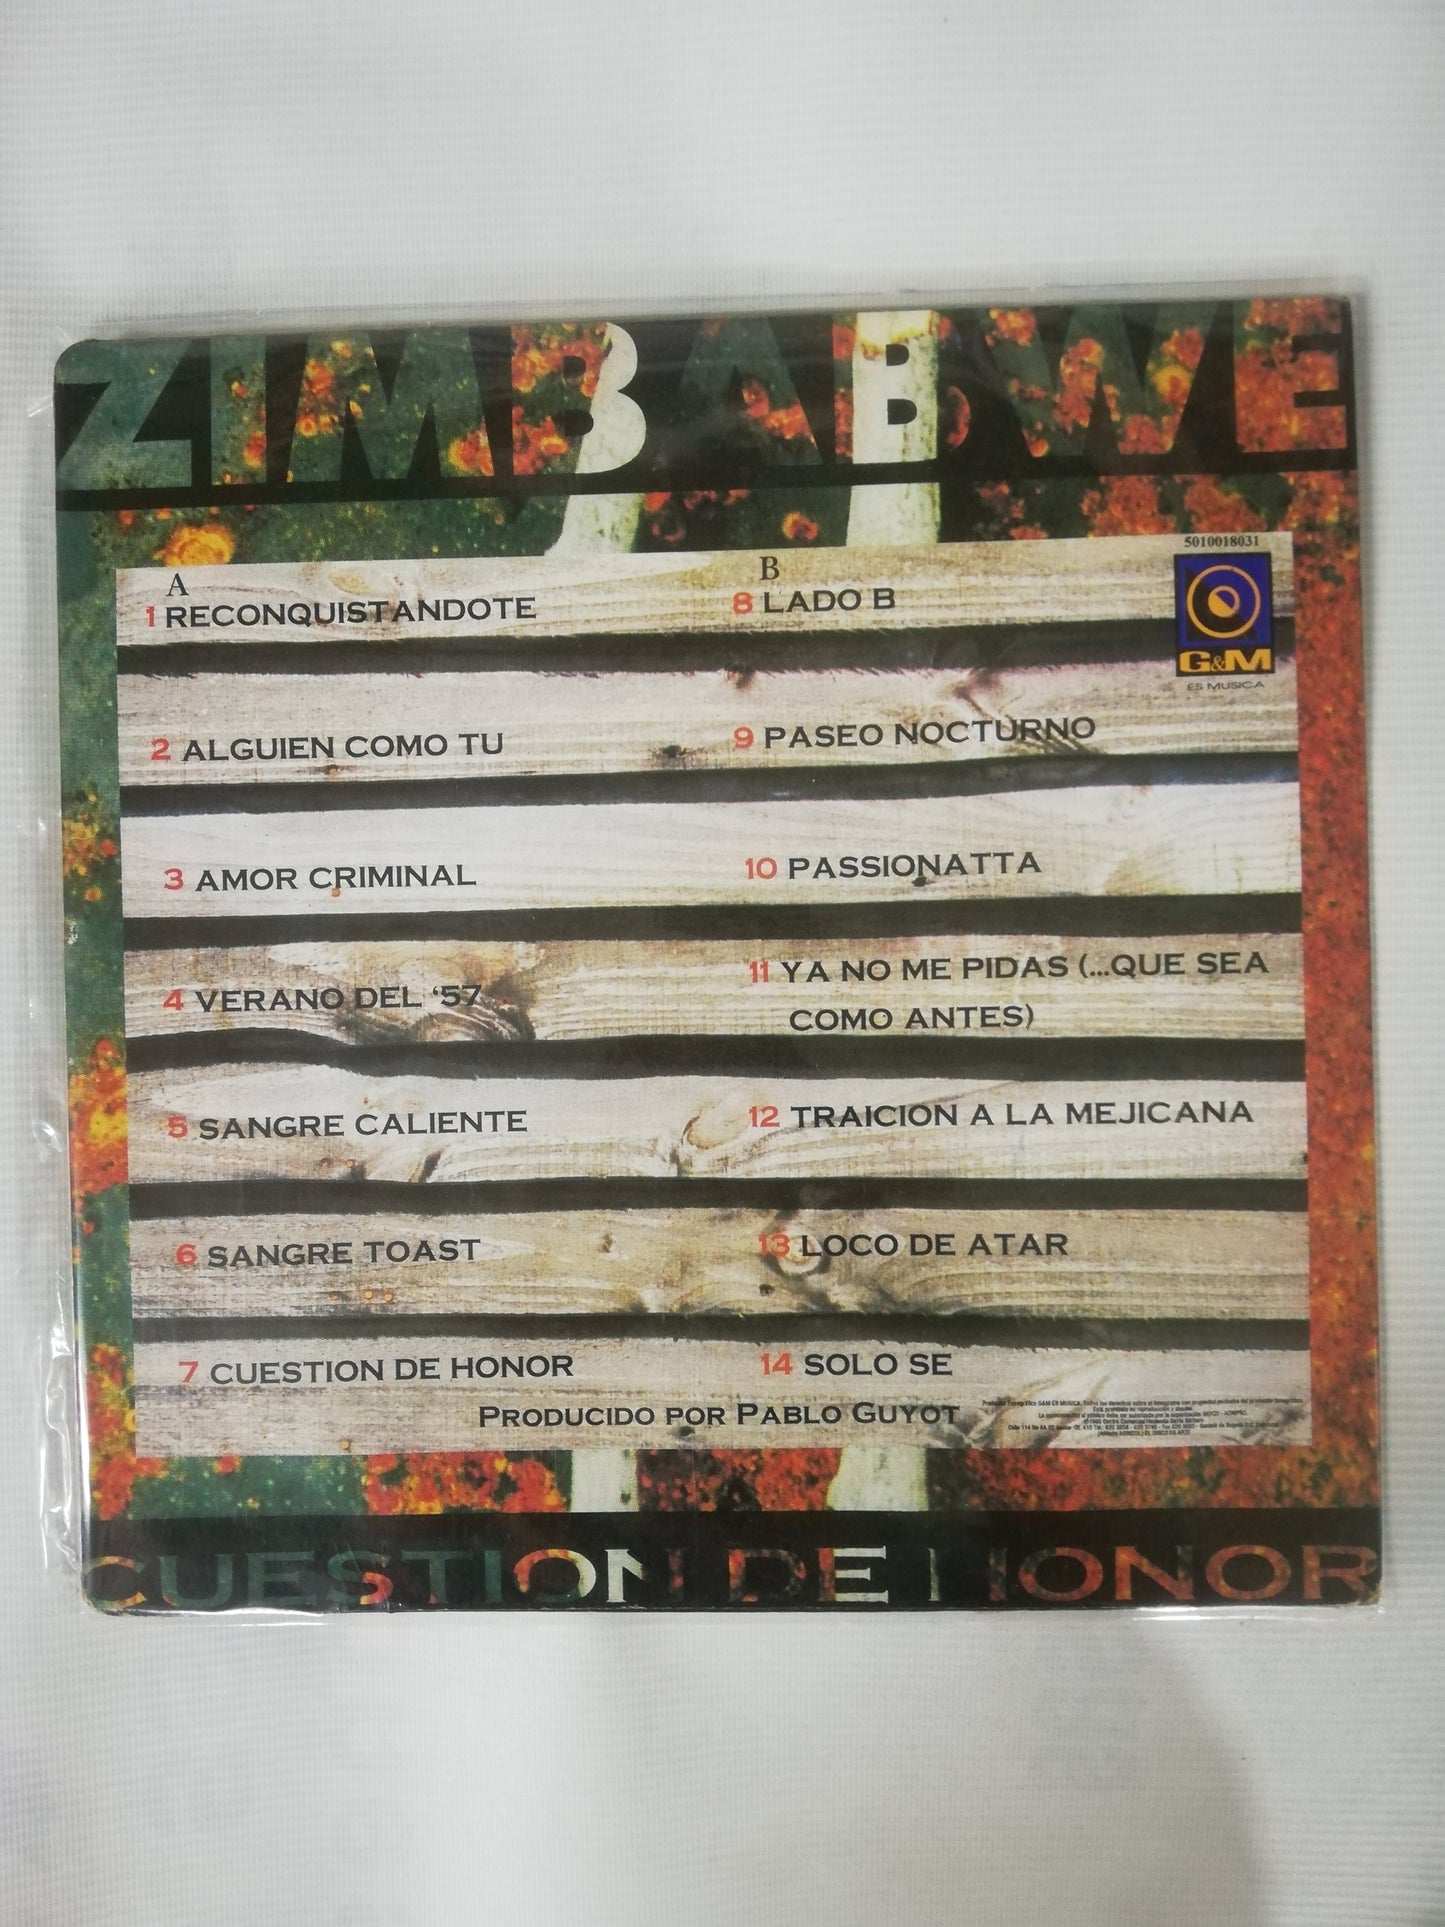 ZIMBABWE
5010018031
G&M
ES MUSICA
A
1 RECONQUISTANDOTE
2 ALGUIEN COMO TU
3 AMOR CRIMINAL
4 VERANO DEL ‘57
5 SANGRE CALIENTE
6 SANGRE TOAST
7 CUESTION DE HONOR
B
8 LADO B
9 PASEO NOCTURNO
10 PASSIONATTA
11 YA NO ME PIDAS (...QUE SEA
COMO ANTES)
12 TRAICION A LA MEJICANA
13 LOCO DE ATAR
14 SOLO SE
PRODUCIDO POR PABLO GUYOT
CUESTION DE HONOR